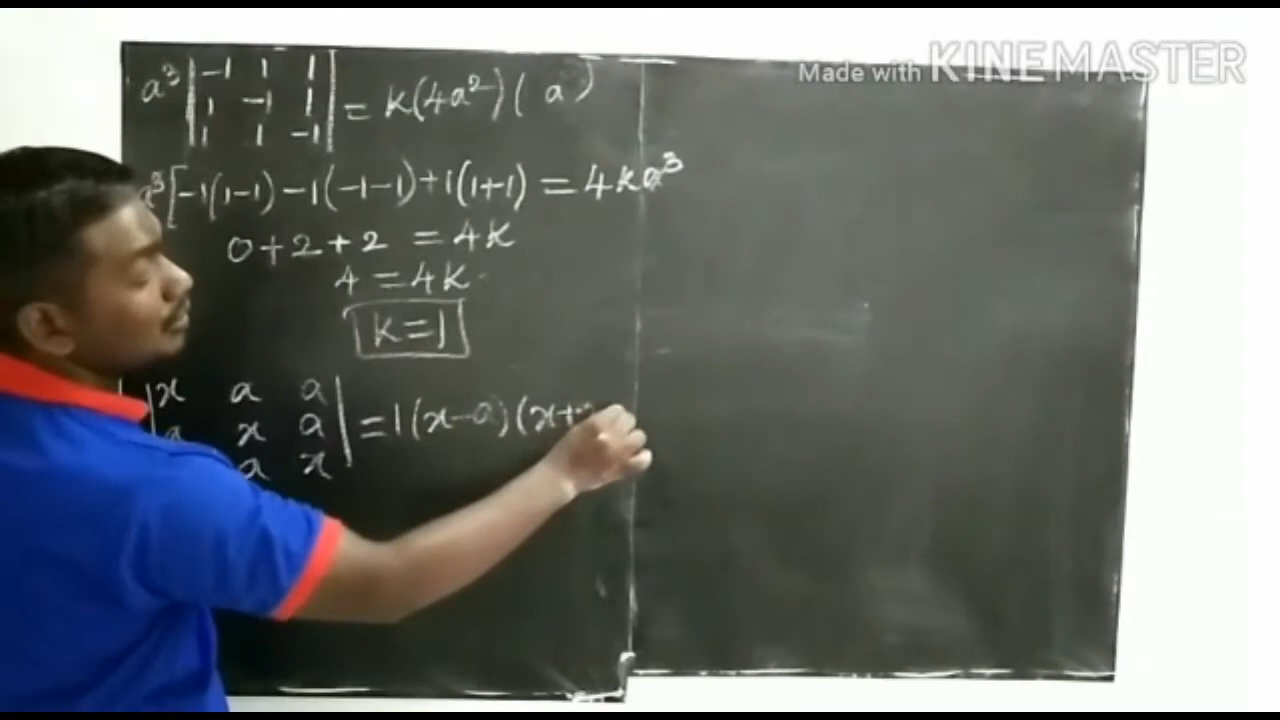 Made with KINEMASTER
a³ |-1 1 1| = k(4a²)(a)
|1 -1 1|
|1 1 -1|
a³[-1(1-1)-1(-1-1)+1(1+1) = 4ka³
0+2+2 = 4k
4 = 4k
k=1
|x a a|
a x a| = 1(x-a)(x+
a x|